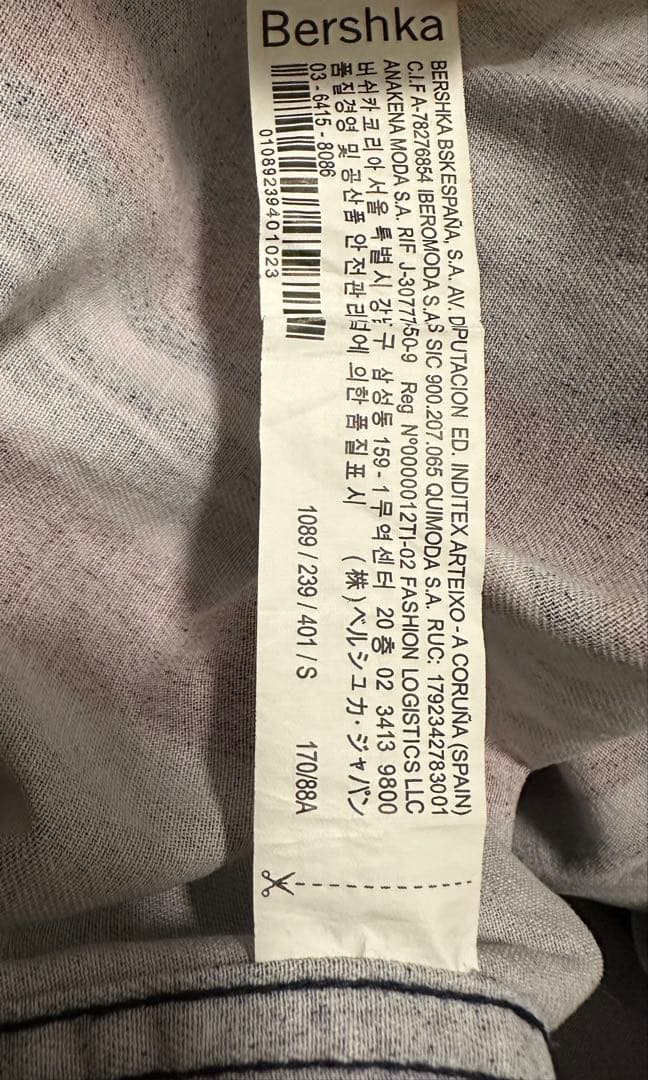 Bershka
BERSHKA BSK ESPAÑA, S.A. AV. DIPUTACION ED. INDITEX ARTEIXO - A CORUÑA (SPAIN)
C.I.F A-78276854 IBEROMODA S.A.S SIC 900.207.065 QUIMODA S.A. RUC: 1792342783001
ANAKENA MODA S.A. RIF J-3077750-9 Reg Nº0000012TI-02 FASHION LOGISTICS LLC
버쉬카코리아 서울 특별시 강남구 삼성동 159-1 무역센터 20층 02 3413 9800
품질경영 및 공산품 안전관리법에 의한 품질표시 (株)ベルシュカ・ジャパン
03-6415-8086
01089239401023
1089 / 239 / 401 / S 170/88A